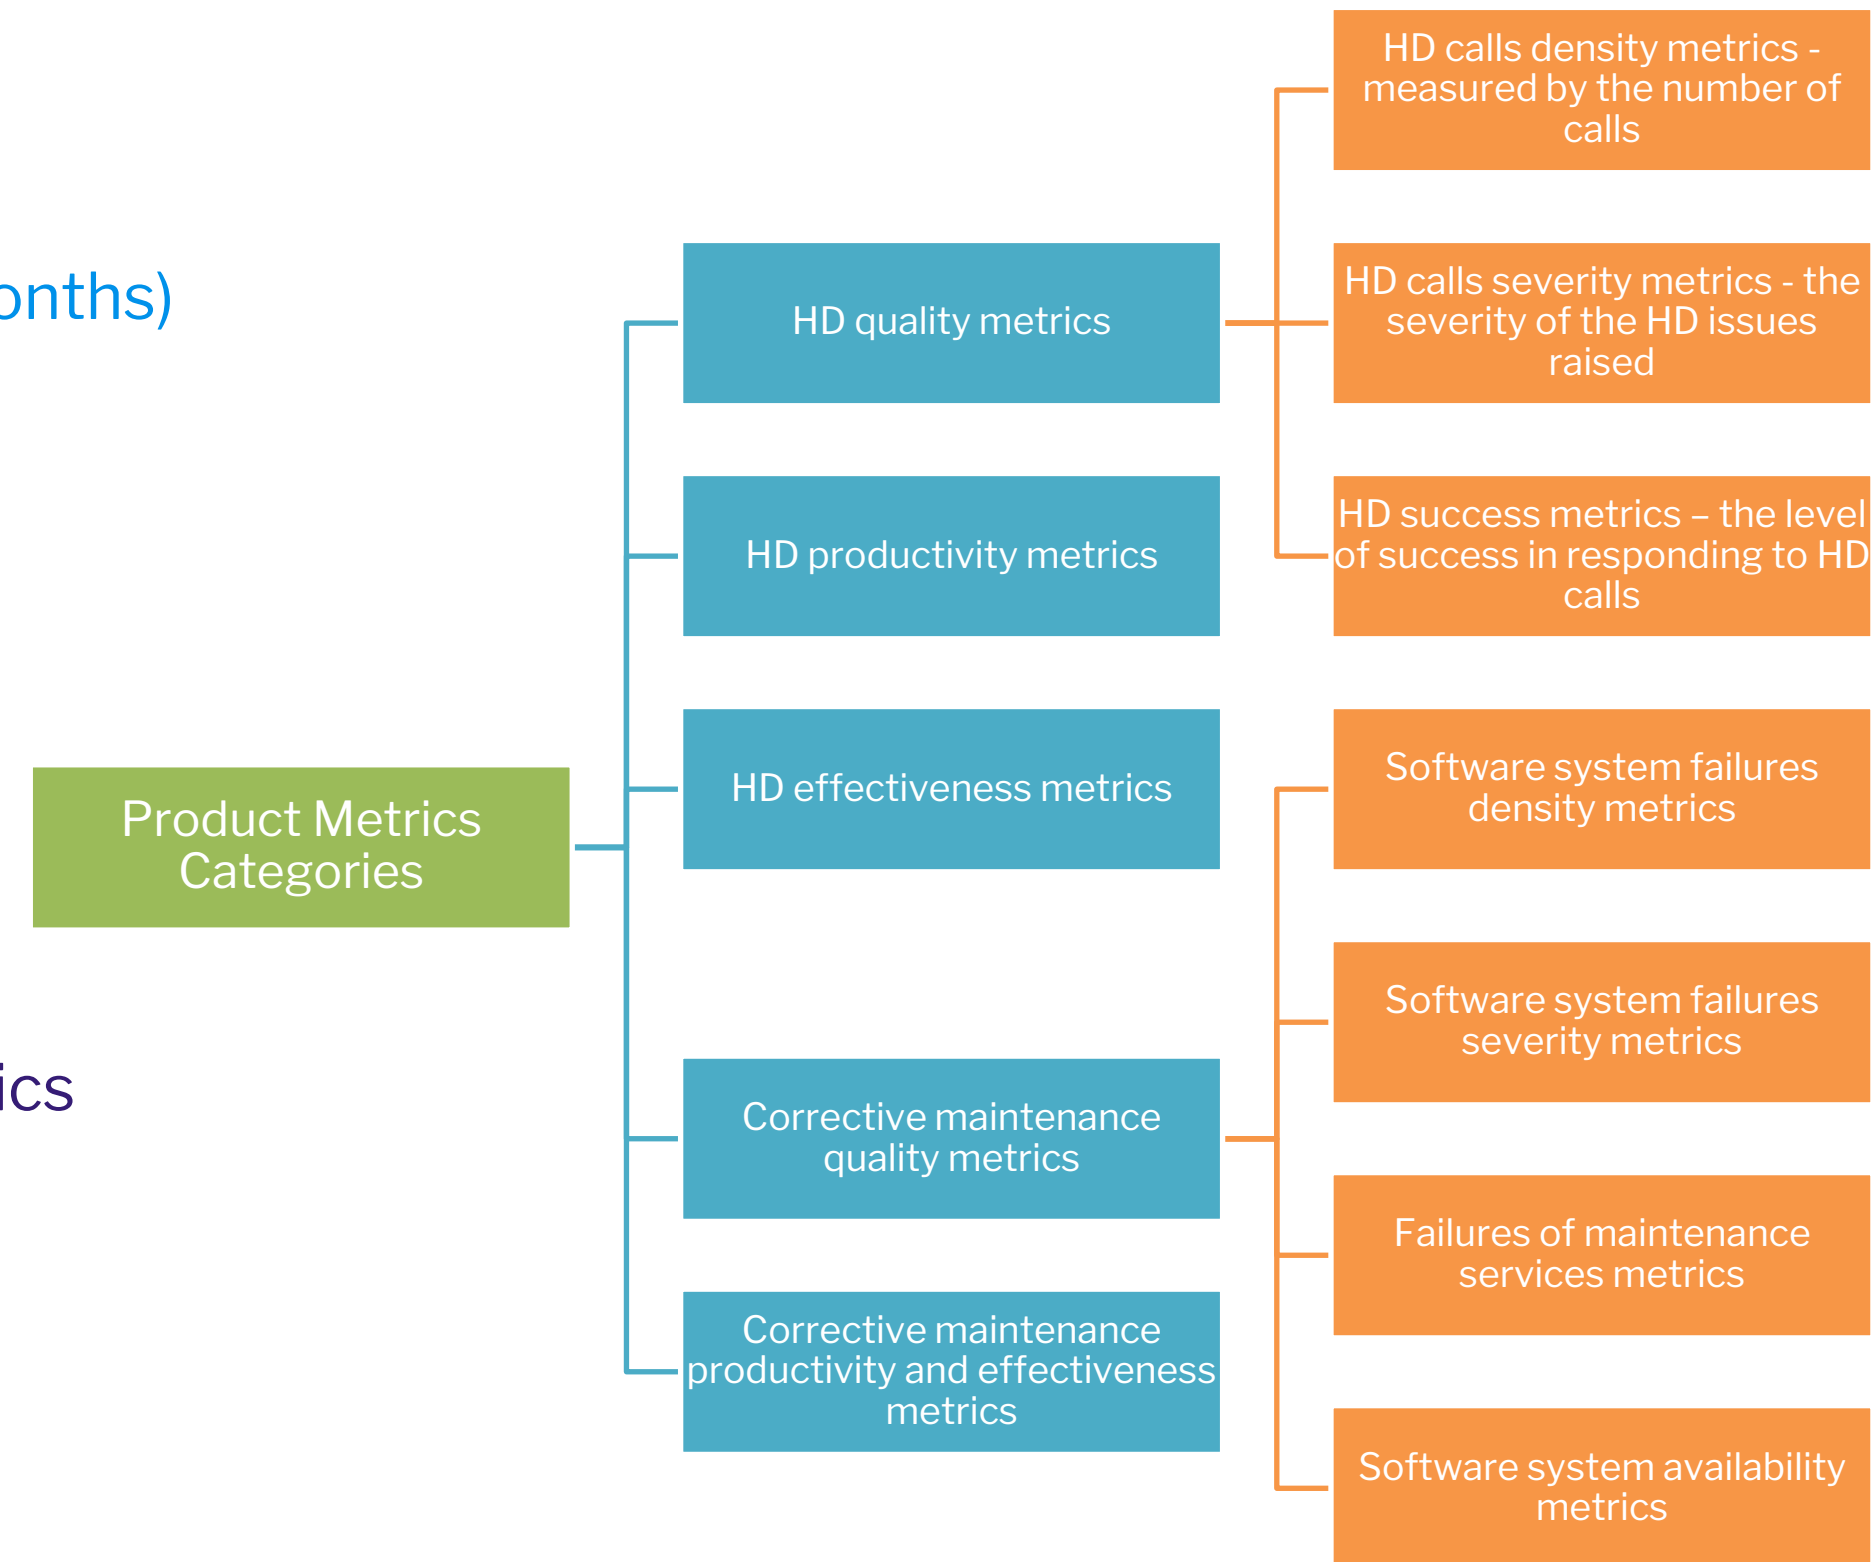 onths)
ics
Product Metrics
Categories
HD quality metrics
HD productivity metrics
HD effectiveness metrics
Corrective maintenance
quality metrics
Corrective maintenance
productivity and effectiveness
metrics
HD calls density metrics -
measured by the number of
calls
HD calls severity metrics - the
severity of the HD issues
raised
HD success metrics – the level
of success in responding to HD
calls
Software system failures
density metrics
Software system failures
severity metrics
Failures of maintenance
services metrics
Software system availability
metrics